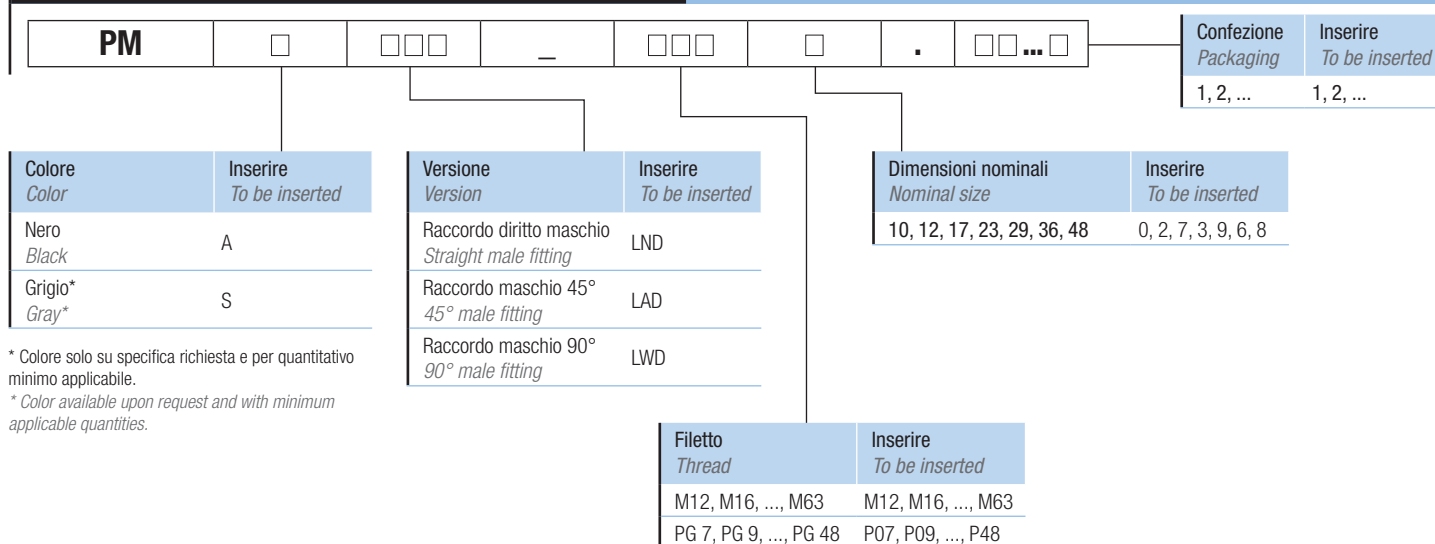 PM □ □□□ _ □□□ □ . □□...□
Confezione Inserire
Packaging To be inserted
1, 2, ... 1, 2, ...
Colore Inserire
Color To be inserted
Nero
Black
A
Grigio*
Gray*
S
* Colore solo su specifica richiesta e per quantitativo
minimo applicabile.
* Color available upon request and with minimum
applicable quantities.
Versione Inserire
Version To be inserted
Raccordo diritto maschio
Straight male fitting
LND
Raccordo maschio 45°
45° male fitting
LAD
Raccordo maschio 90°
90° male fitting
LWD
Dimensioni nominali Inserire
Nominal size To be inserted
10, 12, 17, 23, 29, 36, 48 0, 2, 7, 3, 9, 6, 8
Filetto Inserire
Thread To be inserted
M12, M16, ..., M63 M12, M16, ..., M63
PG 7, PG 9, ..., PG 48 P07, P09, ..., P48